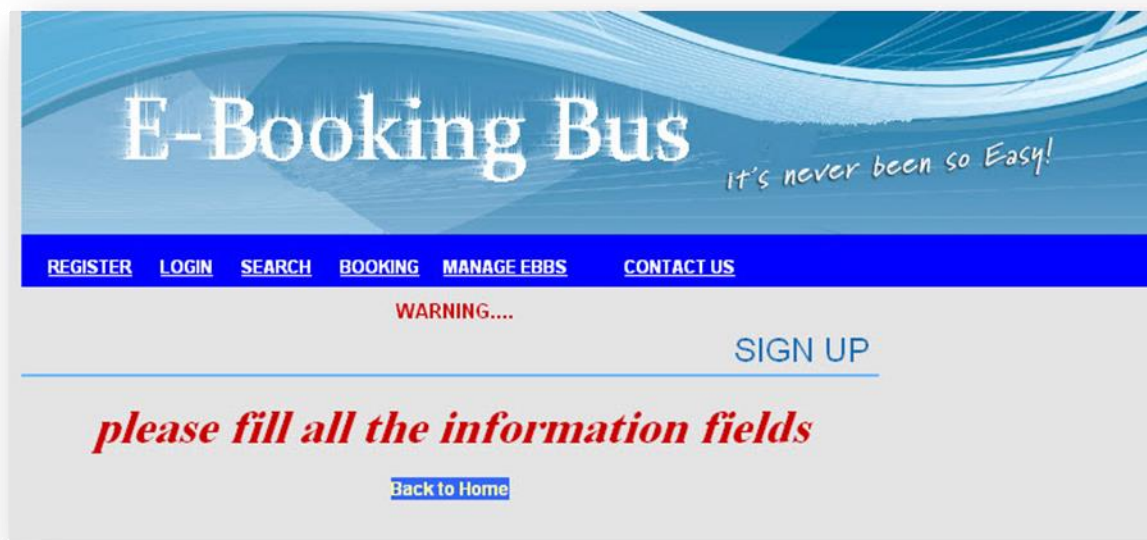 E-Booking Bus
it's never been so Easy!
REGISTER LOGIN SEARCH BOOKING MANAGE EBBS CONTACT US
WARNING....
SIGN UP
please fill all the information fields
Back to Home